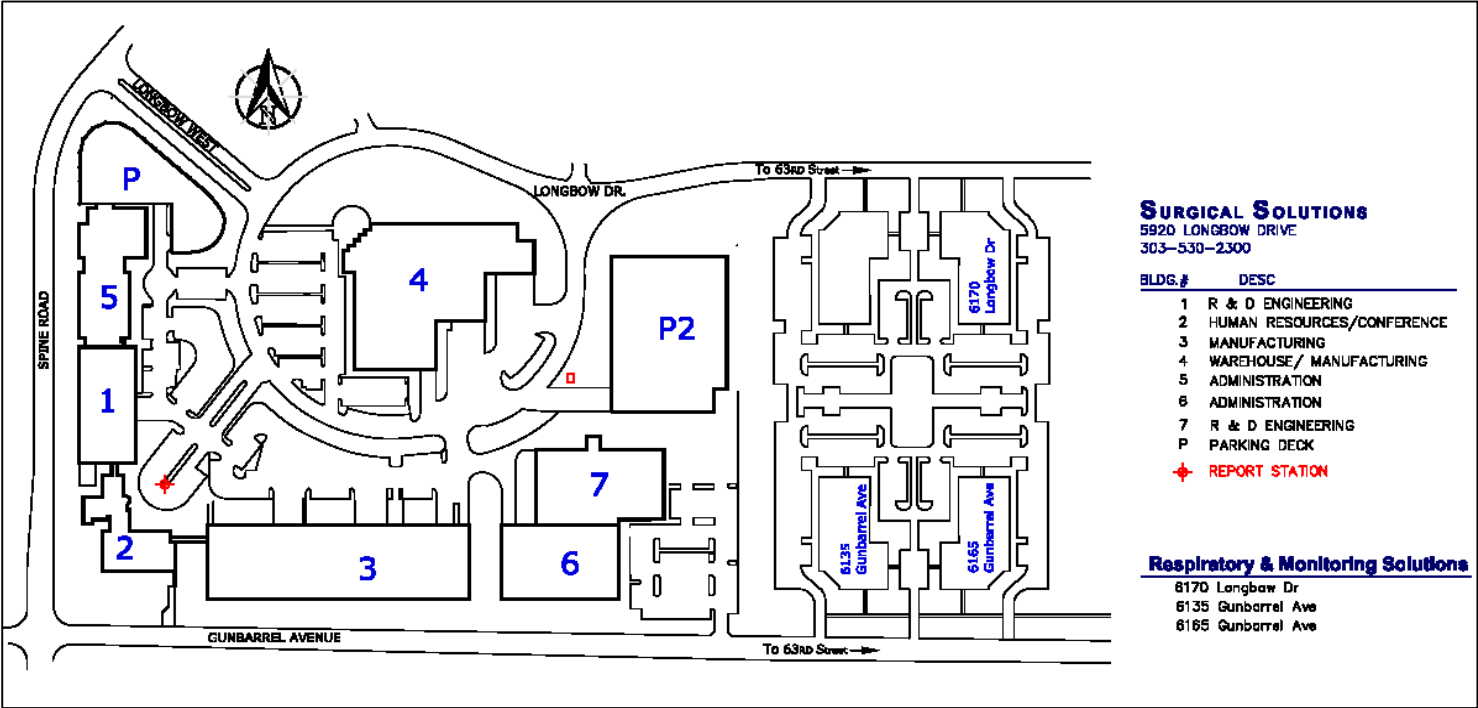 LONGBOW WEST
N
P
LONGBOW DR.
To 63RD Street
SPINE ROAD
5
4
P2
6170
Longbow Dr
1
7
2
3
6
6135
Gunbarrel Ave
6165
Gunbarrel Ave
GUNBARREL AVENUE
To 63RD Street
SURGICAL SOLUTIONS
5920 LONGBOW DRIVE
303-530-2300
BLDG.# DESC
1 R & D ENGINEERING
2 HUMAN RESOURCES/CONFERENCE
3 MANUFACTURING
4 WAREHOUSE/ MANUFACTURING
5 ADMINISTRATION
6 ADMINISTRATION
7 R & D ENGINEERING
P PARKING DECK
REPORT STATION
Respiratory & Monitoring Solutions
6170 Longbow Dr
6135 Gunbarrel Ave
6165 Gunbarrel Ave